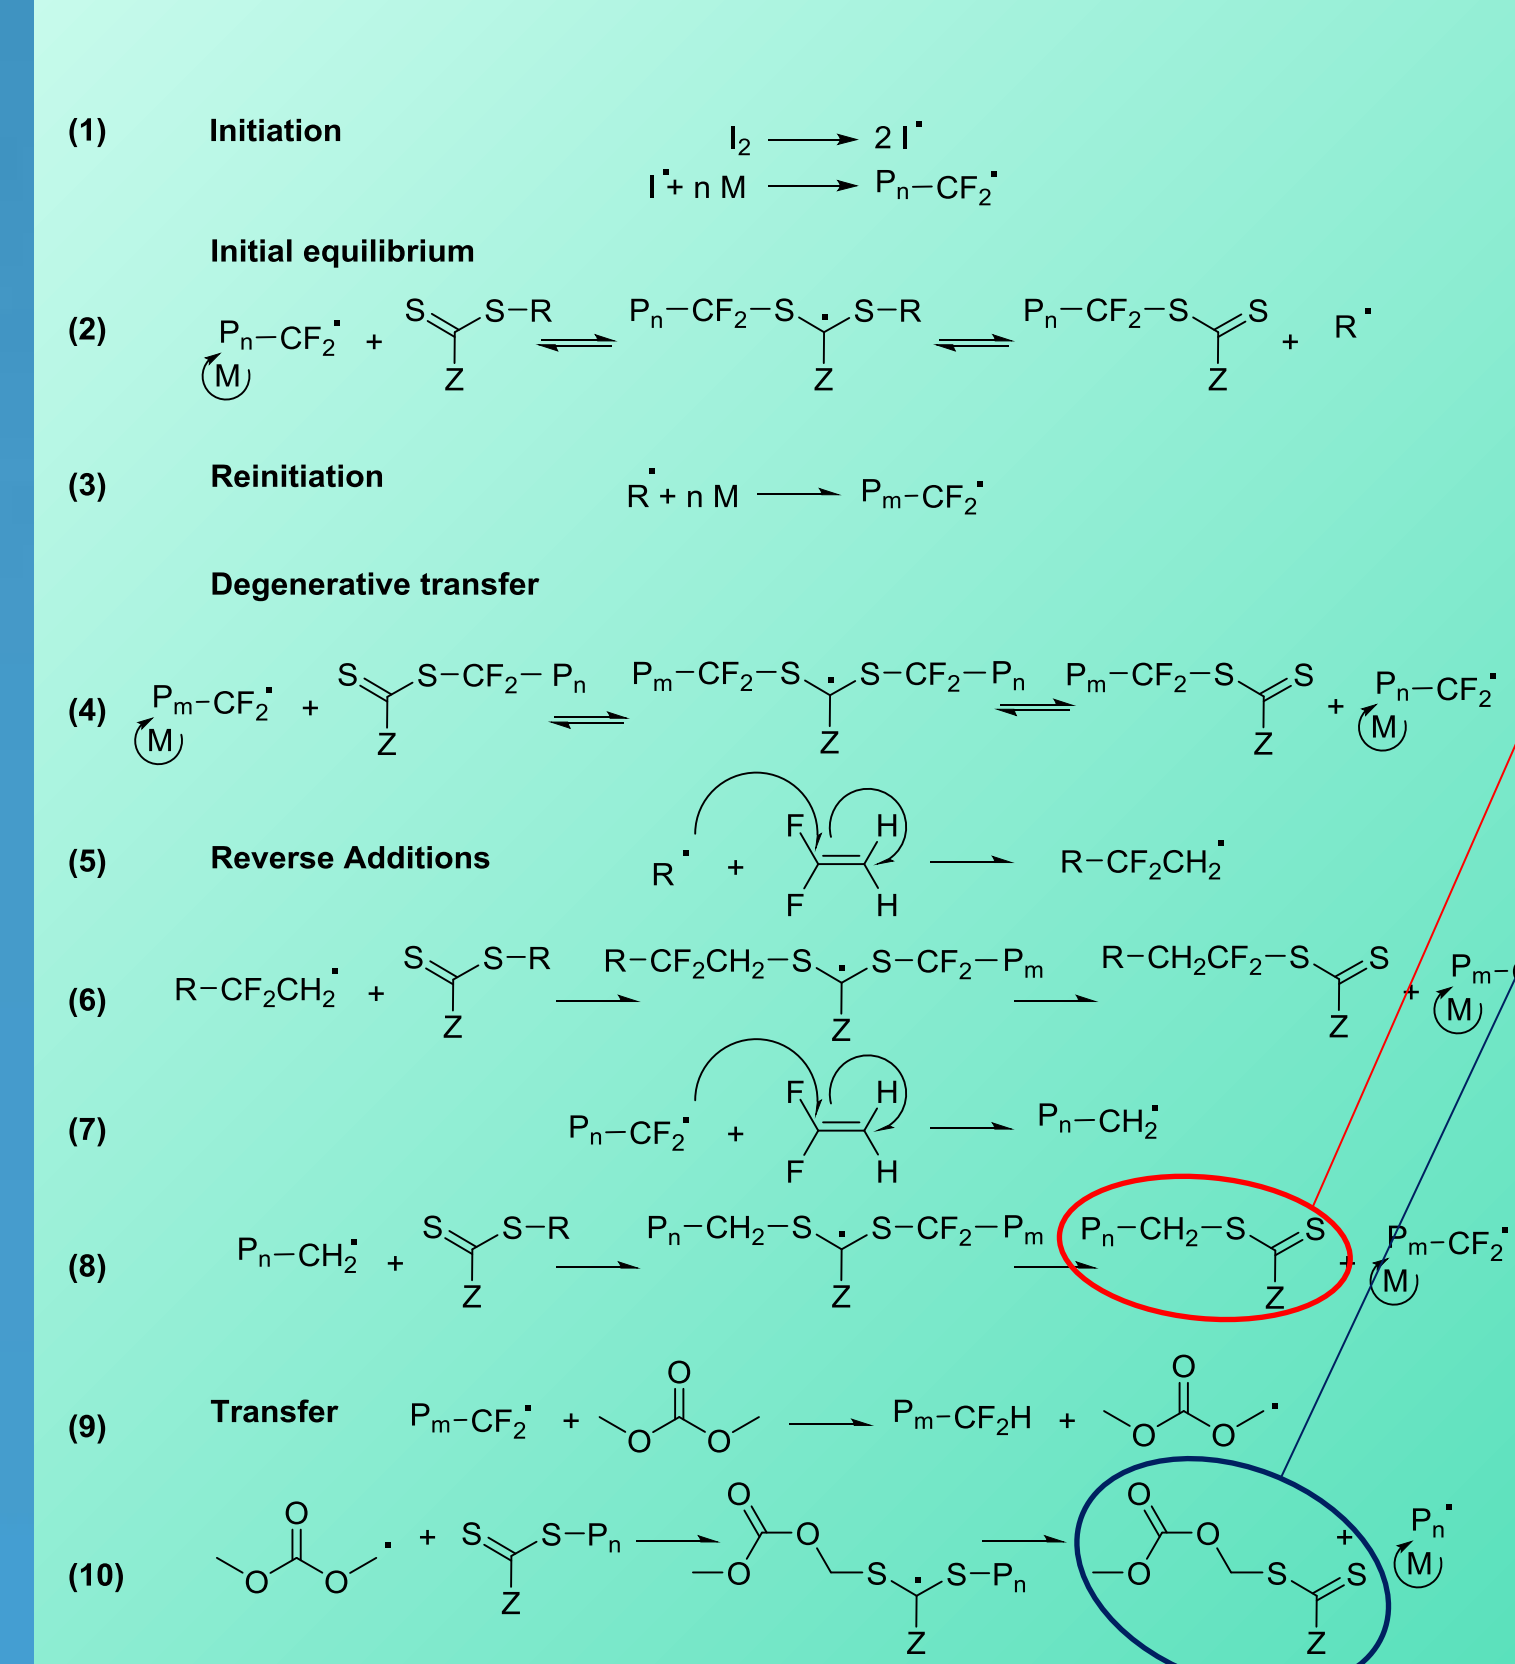 (1) Initiation I₂ ⟶ 2 I▪
I▪ + n M ⟶ Pₙ–CF₂▪
Initial equilibrium
(2) Pₙ–CF₂▪ M + S S–R Z ⇌ Pₙ–CF₂–S ▪ S–R Z ⇌ Pₙ–CF₂–S S Z + R▪
(3) Reinitiation R▪ + n M ⟶ Pₘ–CF₂▪
Degenerative transfer
(4) Pₘ–CF₂▪ M + S S–CF₂–Pₙ Z ⇌ Pₘ–CF₂–S ▪ S–CF₂–Pₙ Z ⇌ Pₘ–CF₂–S S Z + Pₙ–CF₂▪ M
(5) Reverse Additions R▪ + F F H H ⟶ R–CF₂CH₂▪
(6) R–CF₂CH₂▪ + S S–R Z ⟶ R–CF₂CH₂–S ▪ S–CF₂–Pₘ Z ⟶ R–CH₂CF₂–S S Z + Pₘ– M
(7) Pₙ–CF₂▪ + F F H H ⟶ Pₙ–CH₂▪
(8) Pₙ–CH₂▪ + S S–R Z ⟶ Pₙ–CH₂–S ▪ S–CF₂–Pₘ Z ⟶ Pₙ–CH₂–S S Z + Pₘ–CF₂▪ M
(9) Transfer Pₘ–CF₂▪ + O O O ⟶ Pₘ–CF₂H + O O O ▪
(10) O O O ▪ + S S–Pₙ Z ⟶ O O O S ▪ S–Pₙ Z ⟶ O O O S S Z + Pₙ▪ M